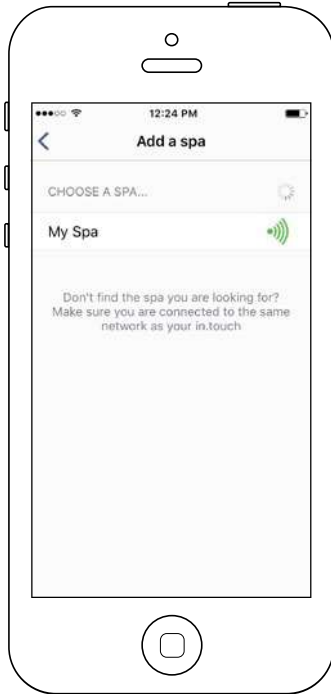 12:24 PM
Add a spa
CHOOSE A SPA...
My Spa
Don't find the spa you are looking for?
Make sure you are connected to the same
network as your in.touch